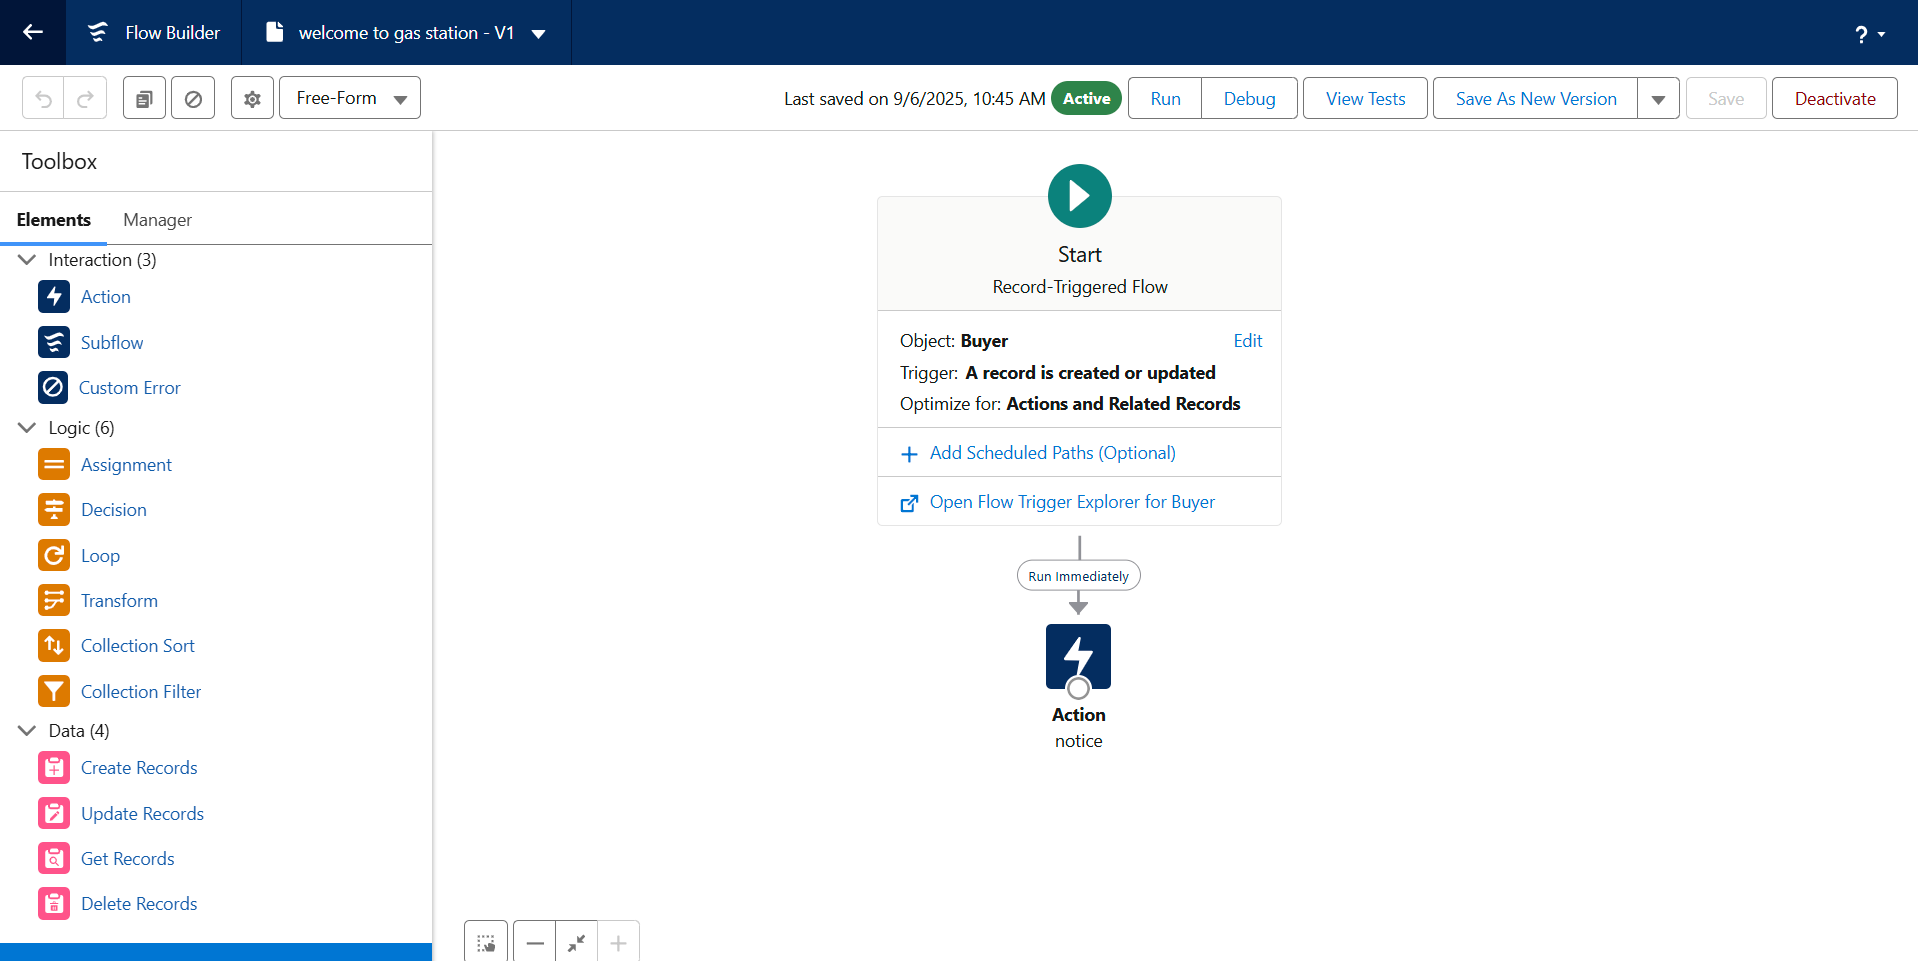 Flow Builder
welcome to gas station - V1
?
Free-Form
Last saved on 9/6/2025, 10:45 AM
Active
Run
Debug
View Tests
Save As New Version
Save
Deactivate
Toolbox
Elements
Manager
Interaction (3)
Action
Subflow
Custom Error
Logic (6)
Assignment
Decision
Loop
Transform
Collection Sort
Collection Filter
Data (4)
Create Records
Update Records
Get Records
Delete Records
Start
Record-Triggered Flow
Object: Buyer
Edit
Trigger: A record is created or updated
Optimize for: Actions and Related Records
Add Scheduled Paths (Optional)
Open Flow Trigger Explorer for Buyer
Run Immediately
Action
notice